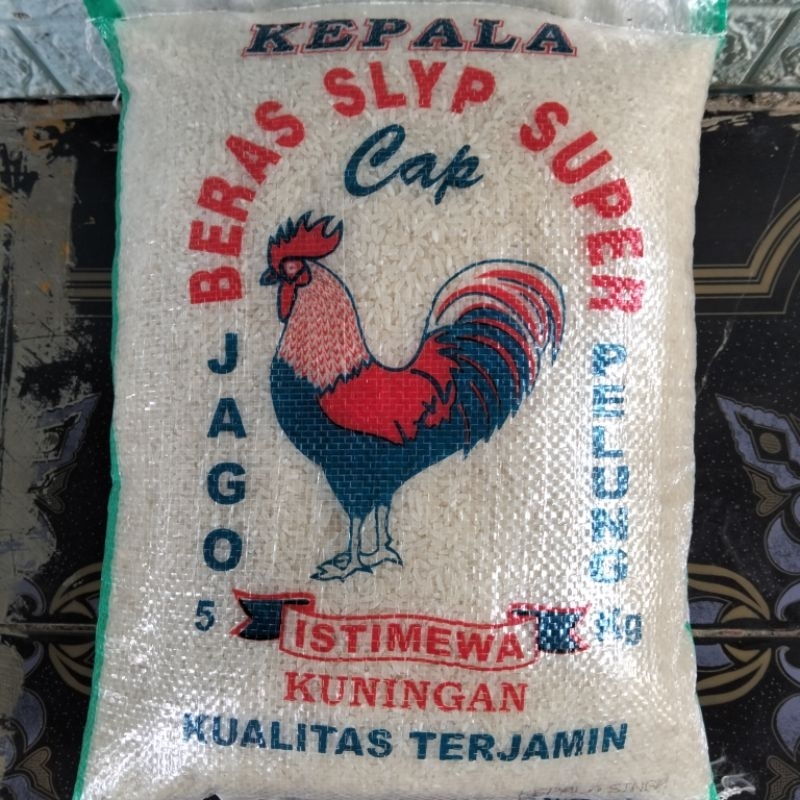 KEPALA
BERAS SLYP SUPER
Cap
JAGO
PELUNG
5 Kg
ISTIMEWA
KUNINGAN
KUALITAS TERJAMIN